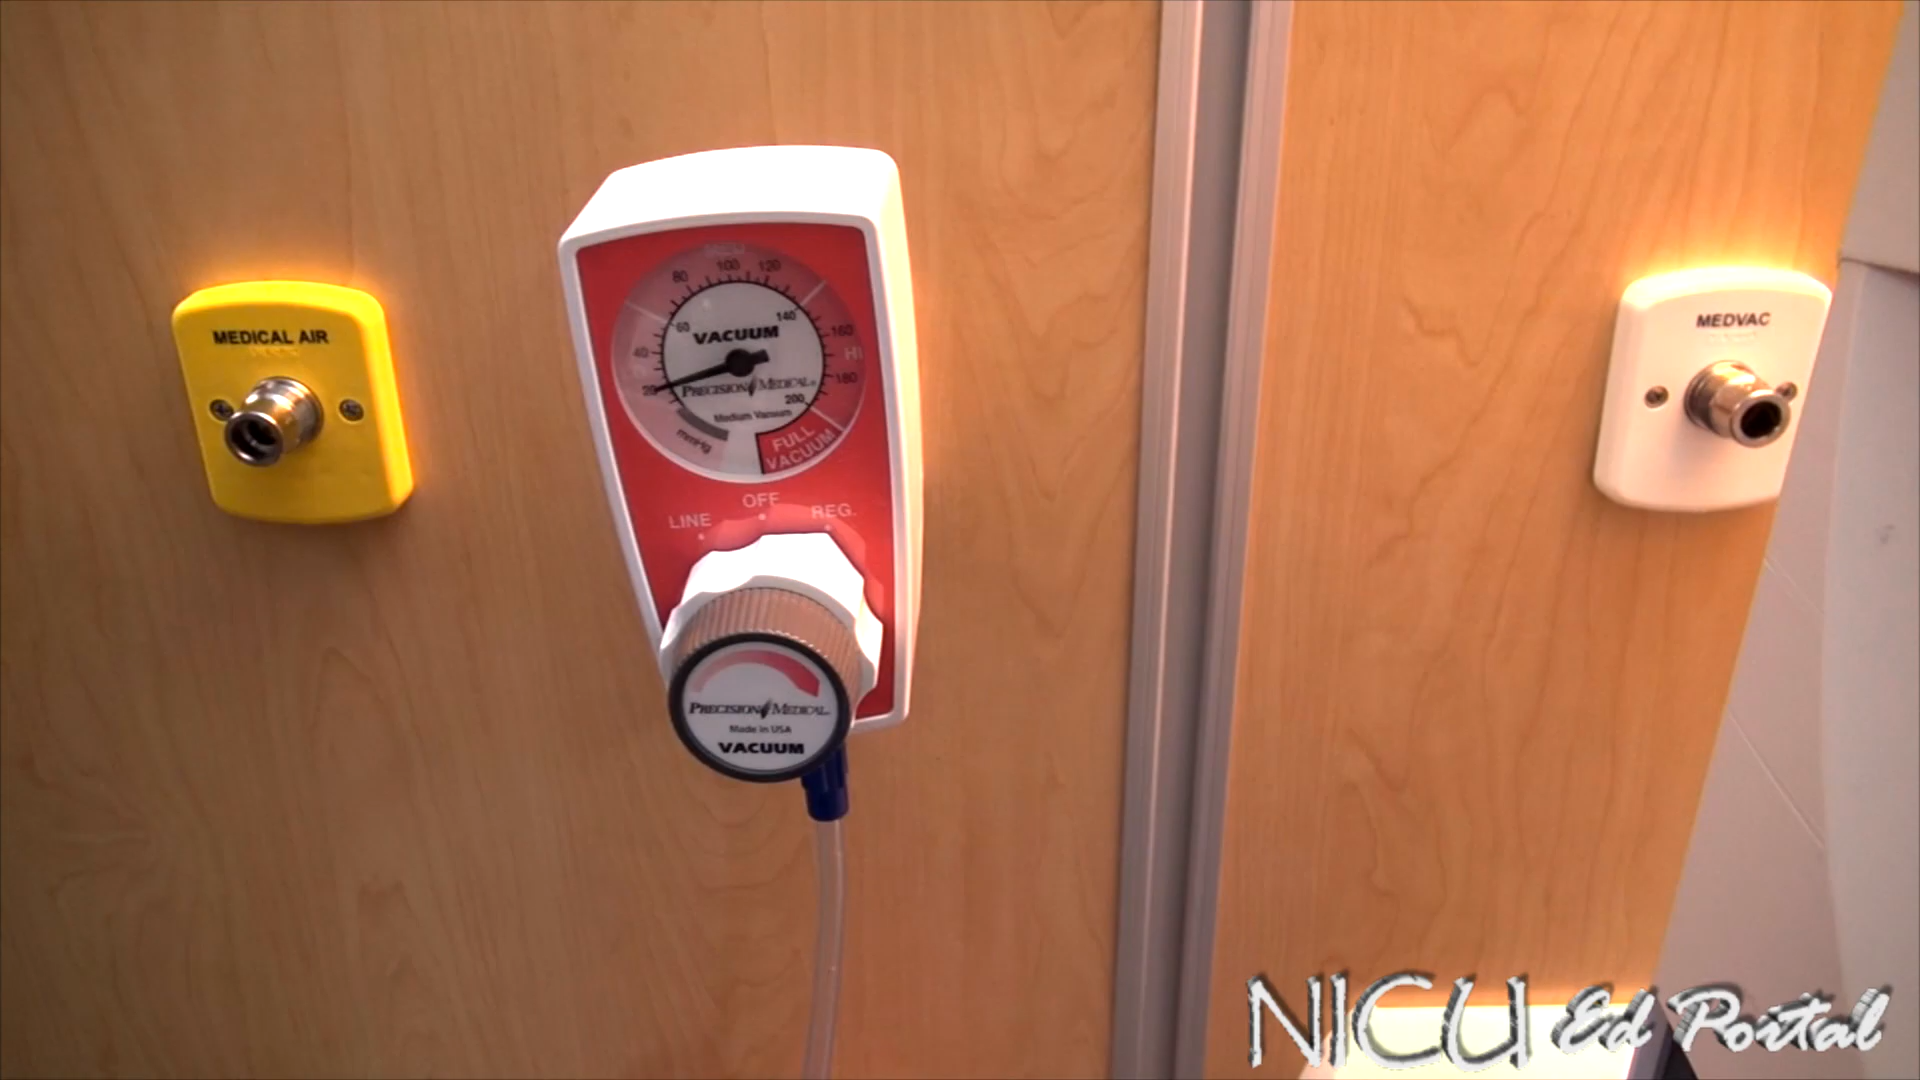 MEDICAL AIR
MED
80
100
120
60
140
40
160
VACUUM
HI
20
180
PRECISION MEDICAL®
200
Medium Vacuum
mmHg
FULL
VACUUM
LINE
OFF
REG.
PRECISION MEDICAL®
Made in USA
VACUUM
MEDVAC
NICU Ed Portal